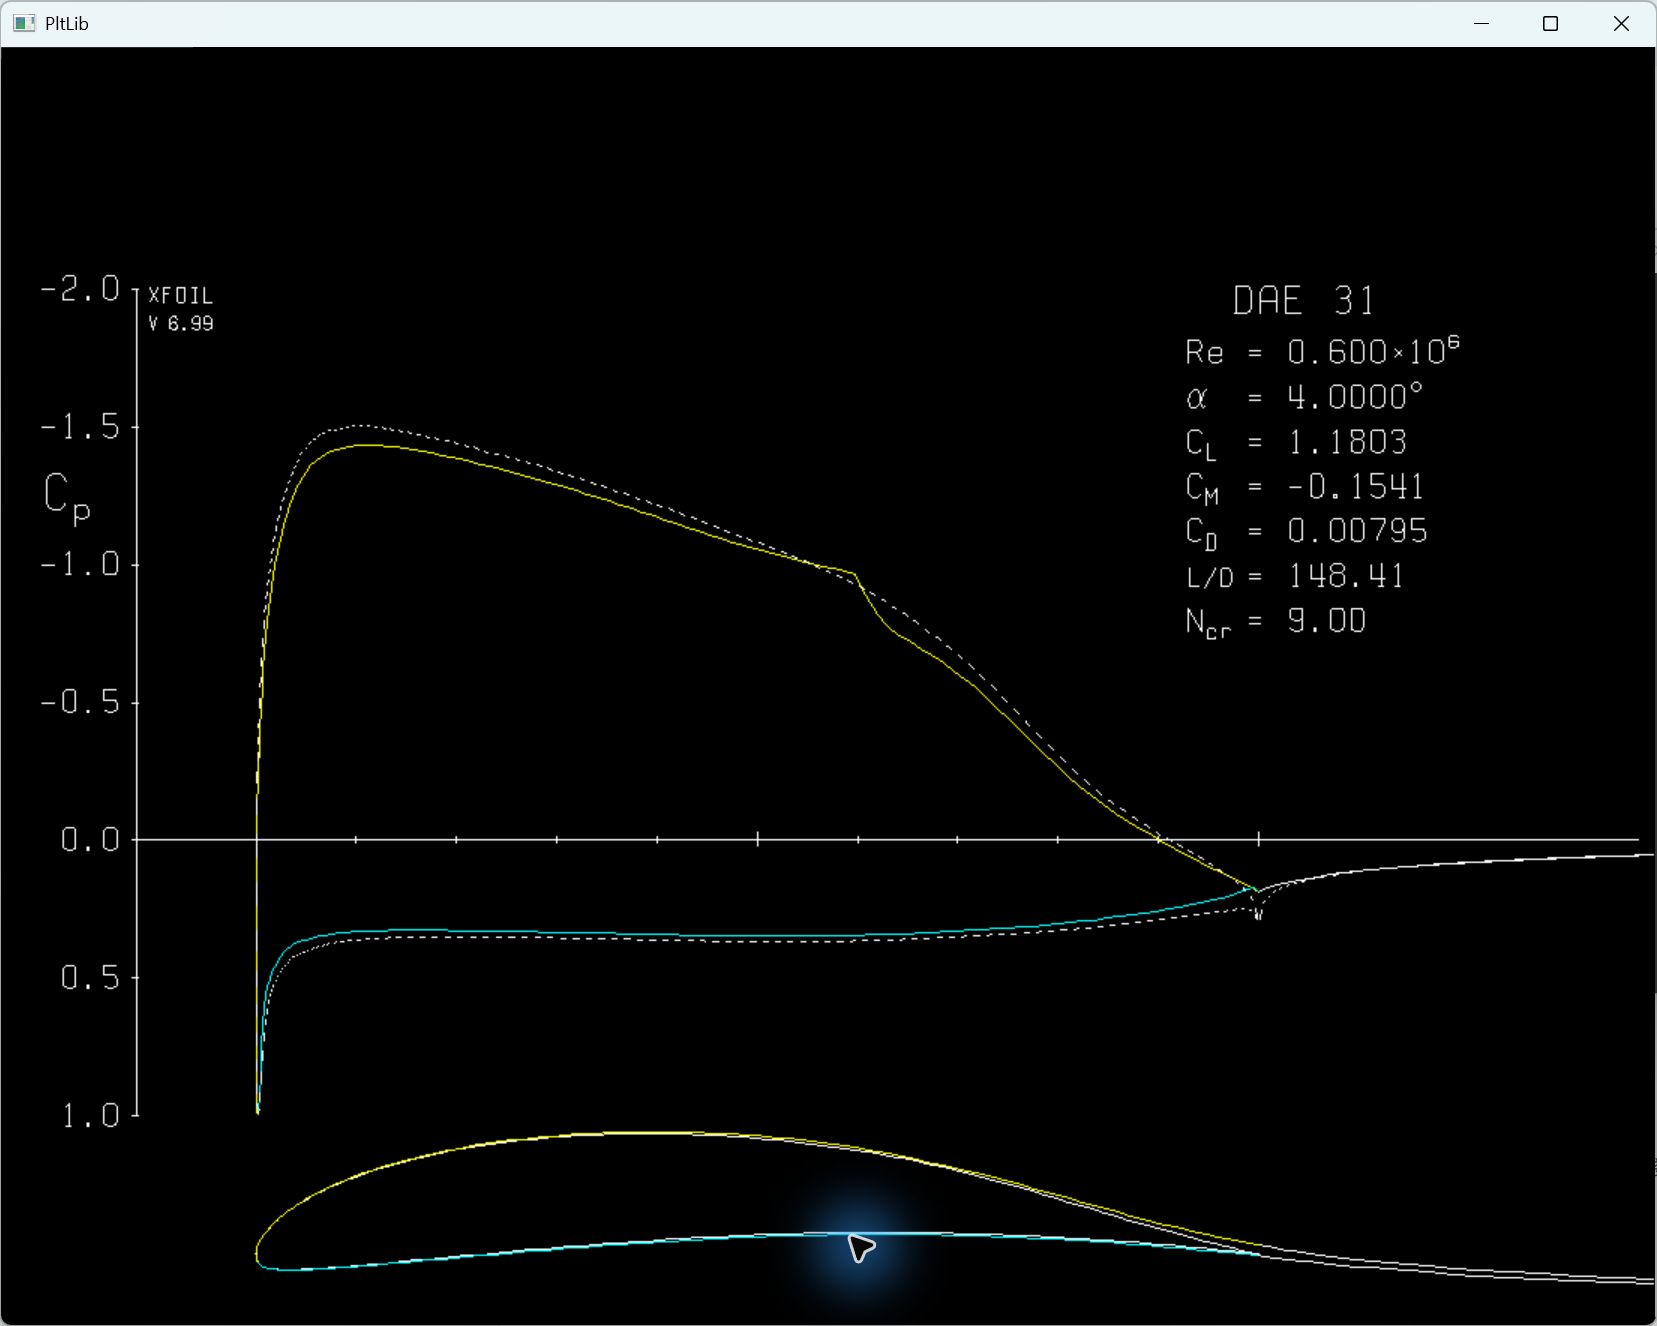 PltLib
-2.0
XFOIL
V 6.99
-1.5
Cp
-1.0
-0.5
0.0
0.5
1.0
DAE 31
Re = 0.600×10⁶
α = 4.0000°
CL = 1.1803
CM = -0.1541
CD = 0.00795
L/D = 148.41
Ncr = 9.00